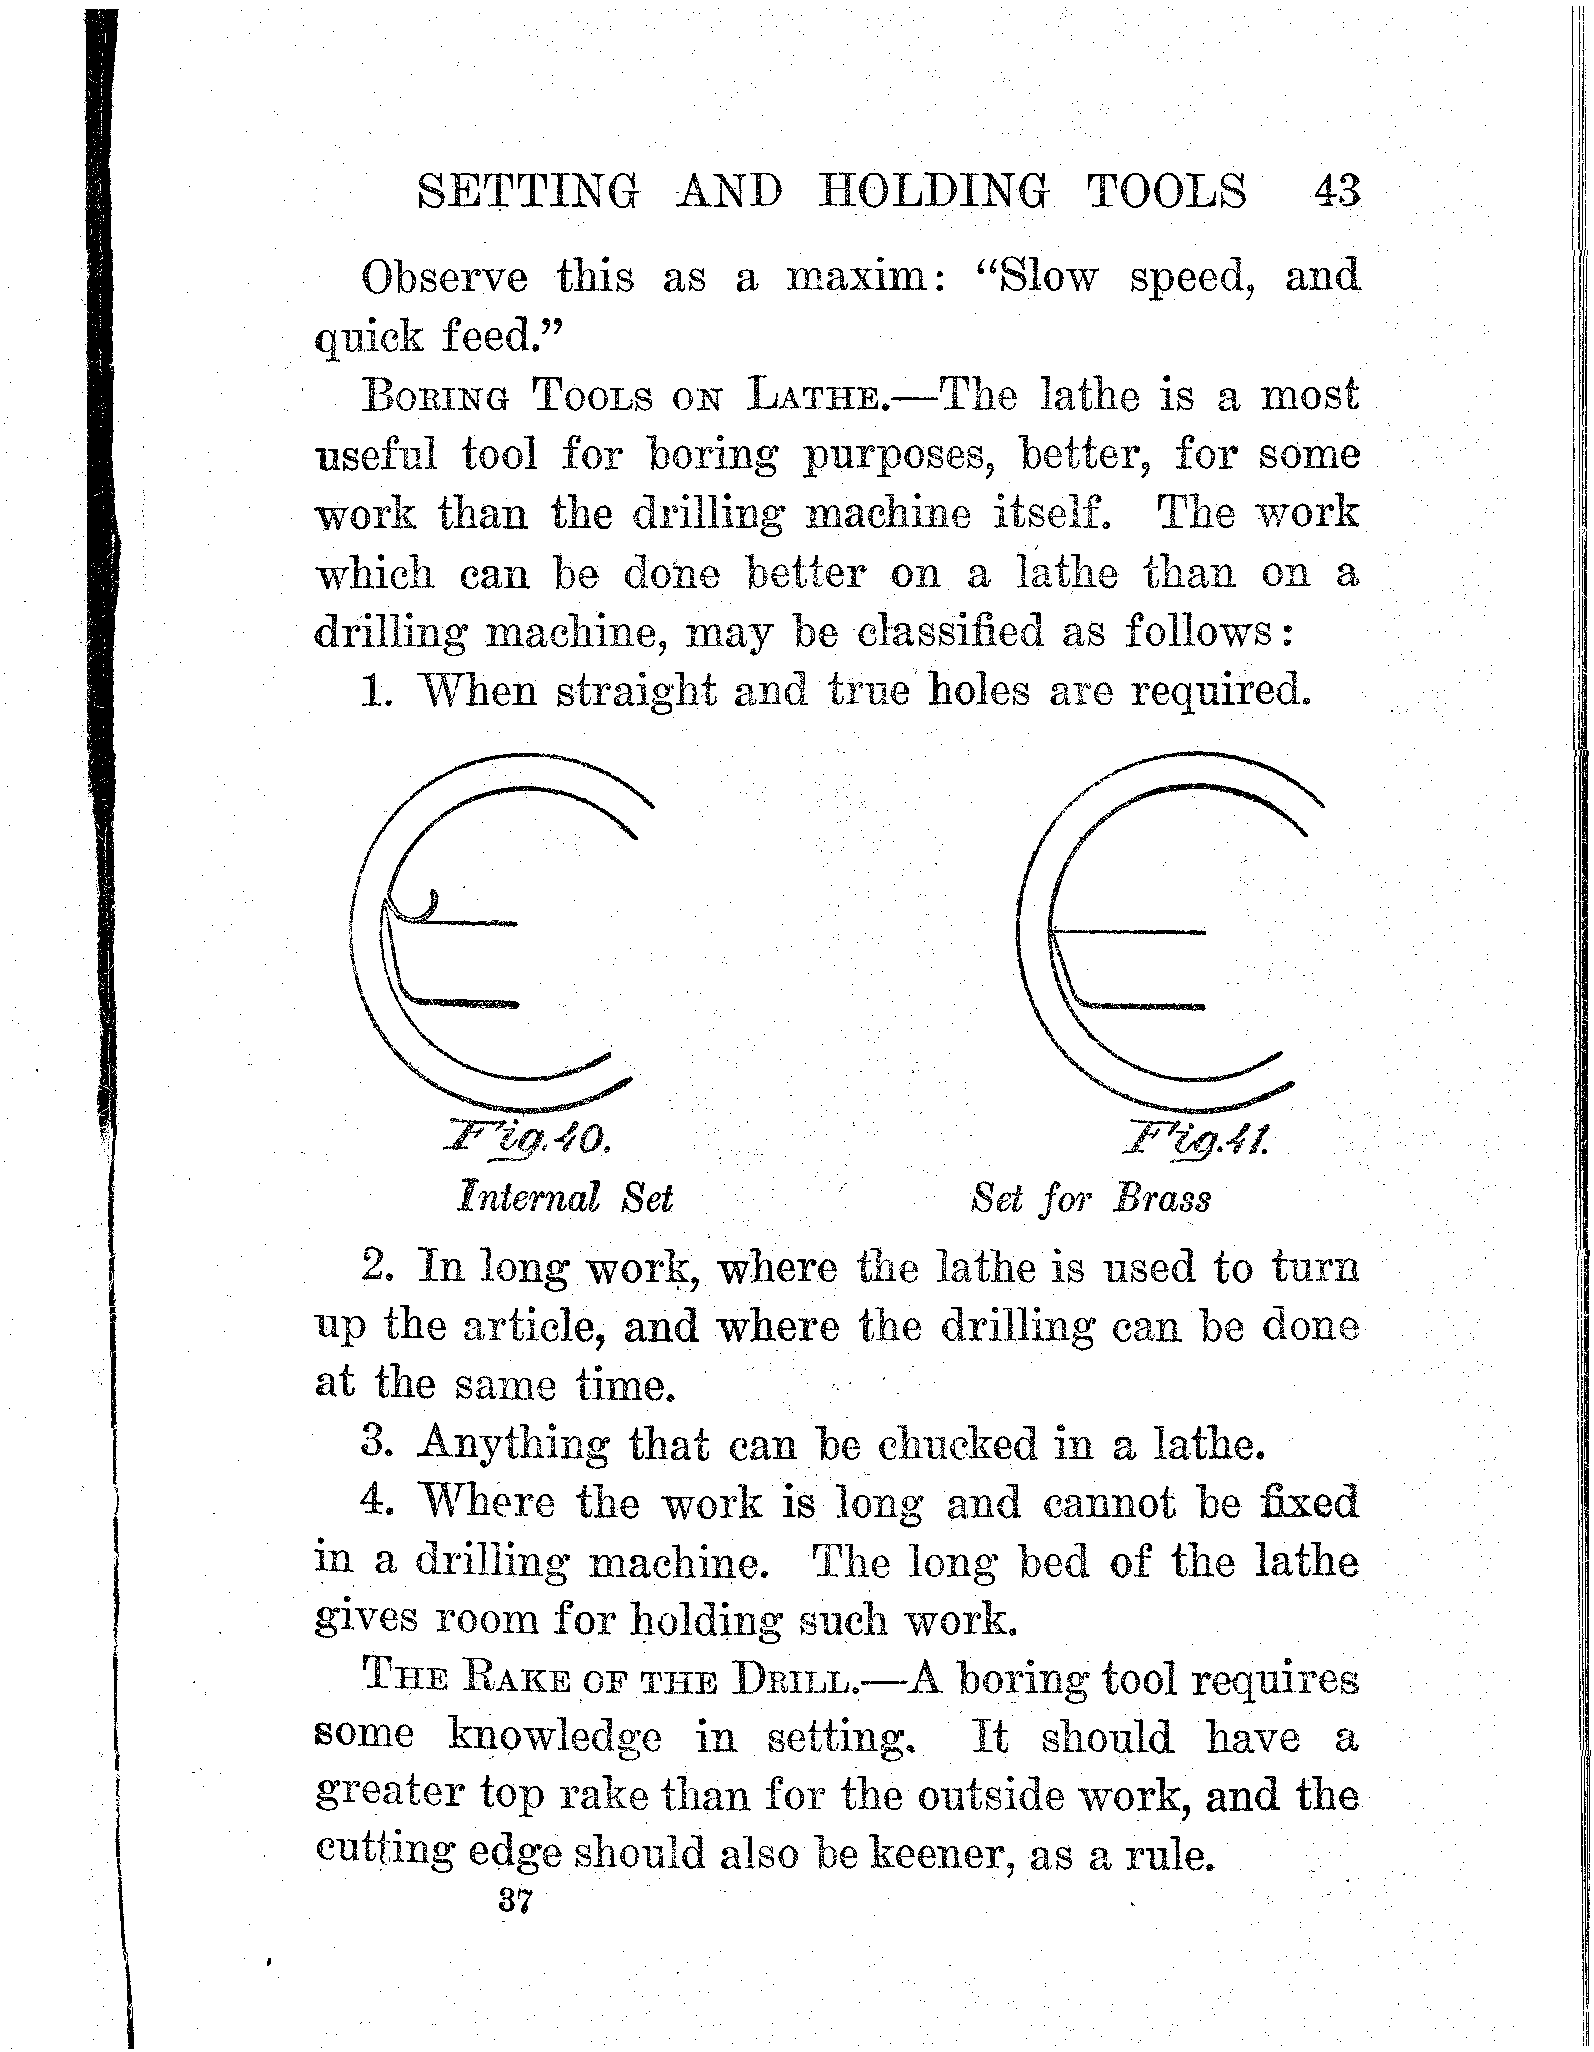 SETTING AND HOLDING TOOLS 43
Observe this as a maxim: “Slow speed, and
quick feed.”
BORING TOOLS ON LATHE.—The lathe is a most
useful tool for boring purposes, better, for some
work than the drilling machine itself. The work
which can be done better on a lathe than on a
drilling machine, may be classified as follows:
1. When straight and true holes are required.
Fig.40.
Internal Set
Fig.41.
Set for Brass
2. In long work, where the lathe is used to turn
up the article, and where the drilling can be done
at the same time.
3. Anything that can be chucked in a lathe.
4. Where the work is long and cannot be fixed
in a drilling machine. The long bed of the lathe
gives room for holding such work.
THE RAKE OF THE DRILL.—A boring tool requires
some knowledge in setting. It should have a
greater top rake than for the outside work, and the
cutting edge should also be keener, as a rule.
37